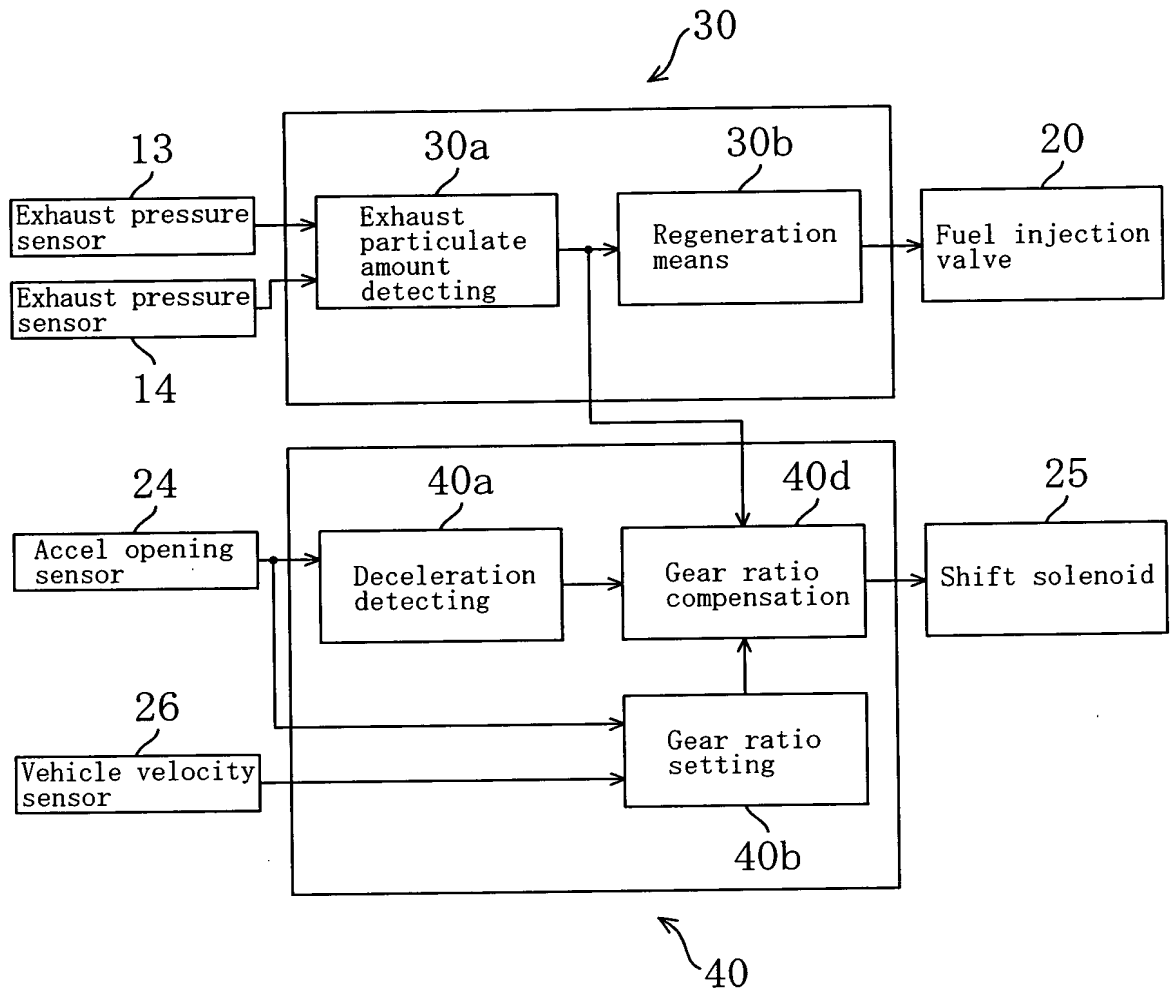 30
13
30a
30b
20
Exhaust pressure
sensor
Exhaust
particulate
amount
detecting
Regeneration
means
Fuel injection
valve
Exhaust pressure
sensor
14
24
40a
40d
25
Accel opening
sensor
Deceleration
detecting
Gear ratio
compensation
Shift solenoid
26
Vehicle velocity
sensor
Gear ratio
setting
40b
40